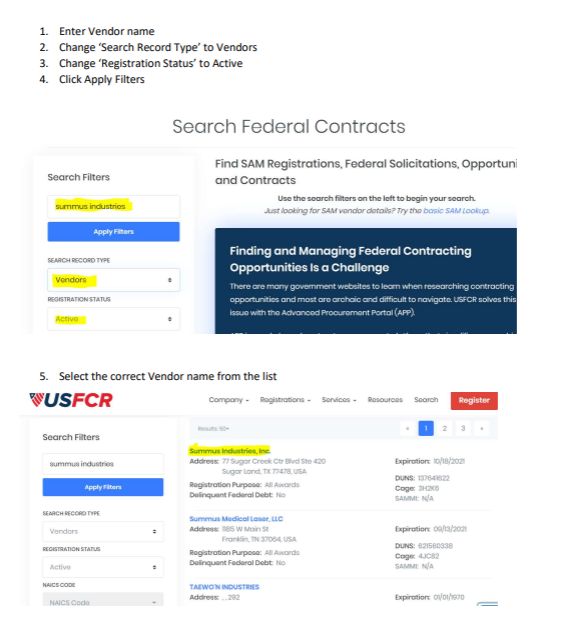 1. Enter Vendor name
2. Change ‘Search Record Type’ to Vendors
3. Change ‘Registration Status’ to Active
4. Click Apply Filters
Search Federal Contracts
Search Filters
summus industries
Apply Filters
SEARCH RECORD TYPE
Vendors
REGISTRATION STATUS
Active
Find SAM Registrations, Federal Solicitations, Opportuni
and Contracts
Use the search filters on the left to begin your search.
Just looking for SAM vendor details? Try the basic SAM Lookup.
Finding and Managing Federal Contracting
Opportunities Is a Challenge
There are many government websites to learn when researching contracting
opportunities and most are archaic and difficult to navigate. USFCR solves this
issue with the Advanced Procurement Portal (APP).
5. Select the correct Vendor name from the list
USFCR
Company Registrations Services Resources Search Register
Search Filters
summus industries
Apply Filters
SEARCH RECORD TYPE
Vendors
REGISTRATION STATUS
Active
NAICS CODE
NAICS Code
Results: 50+
« 1 2 3 »
Summus Industries, Inc.
Address: 77 Sugar Creek Ctr Blvd Ste 420
Sugar Land, TX 77478, USA
Registration Purpose: All Awards
Delinquent Federal Debt: No
Expiration: 10/18/2021
DUNS: 137641622
Cage: 3H2K6
SAMMI: N/A
Summus Medical Laser, LLC
Address: 1185 W Main St
Franklin, TN 37064, USA
Registration Purpose: All Awards
Delinquent Federal Debt: No
Expiration: 09/13/2021
DUNS: 621560338
Cage: 4JC82
SAMMI: N/A
TAEWON INDUSTRIES
Address: , , 282
Expiration: 01/01/1970